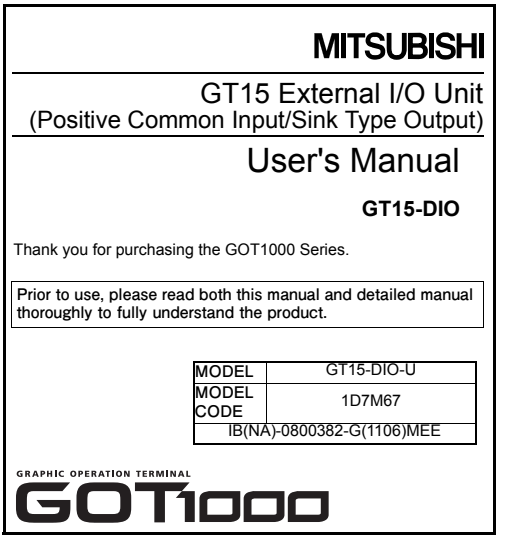 MITSUBISHI
GT15 External I/O Unit
(Positive Common Input/Sink Type Output)
User's Manual
GT15-DIO
Thank you for purchasing the GOT1000 Series.
Prior to use, please read both this manual and detailed manual
thoroughly to fully understand the product.
MODEL GT15-DIO-U
MODEL CODE 1D7M67
IB(NA)-0800382-G(1106)MEE
GRAPHIC OPERATION TERMINAL
GOT1000